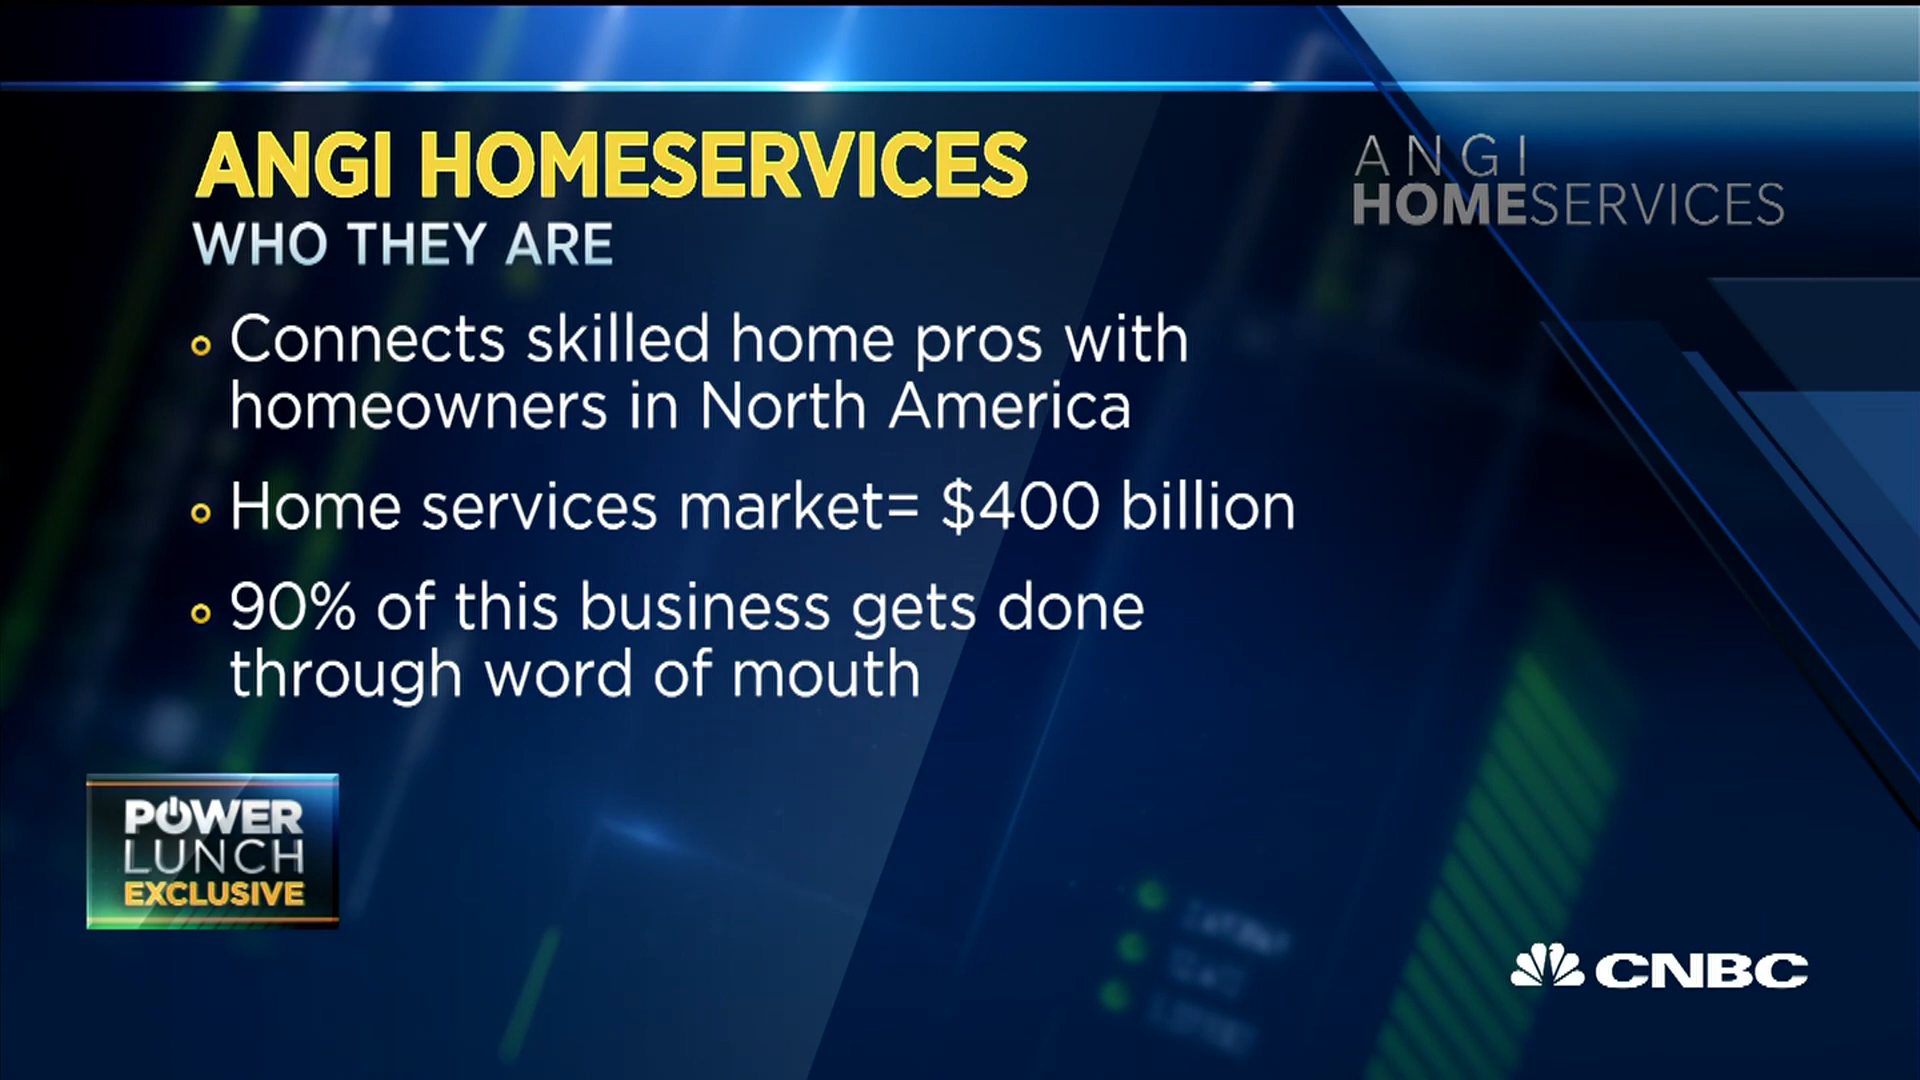 ANGI HOMESERVICES
WHO THEY ARE
ANGI
HOMESERVICES
Connects skilled home pros with
homeowners in North America
Home services market= $400 billion
90% of this business gets done
through word of mouth
POWER
LUNCH
EXCLUSIVE
CNBC